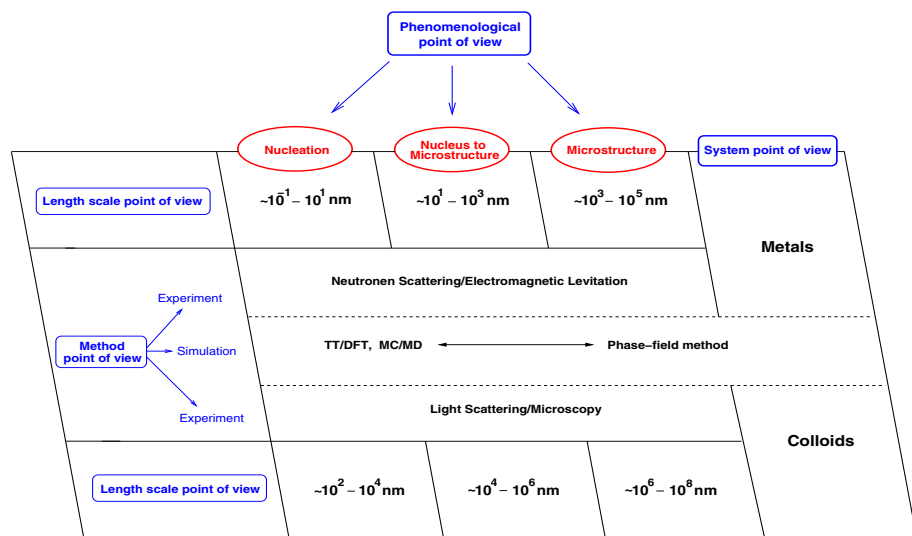 Phenomenological
point of view
Nucleation
Nucleus to
Microstructure
Microstructure
System point of view
Length scale point of view
~10⁻¹ – 10¹ nm
~10¹ – 10³ nm
~10³ – 10⁵ nm
Metals
Neutronen Scattering/Electromagnetic Levitation
Experiment
Method
point of view
Simulation
TT/DFT, MC/MD
Phase–field method
Experiment
Light Scattering/Microscopy
Colloids
Length scale point of view
~10² – 10⁴ nm
~10⁴ – 10⁶ nm
~10⁶ – 10⁸ nm